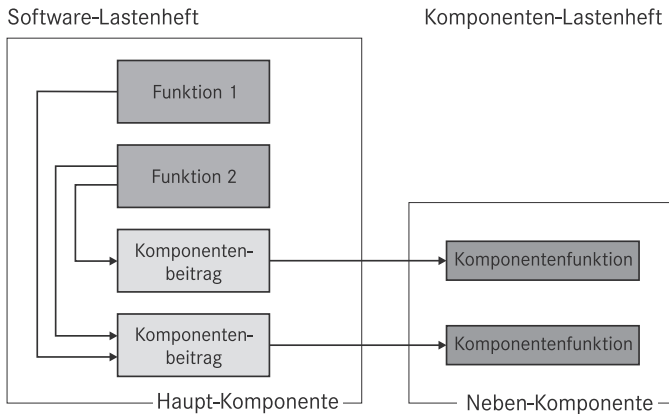 Software-Lastenheft
Komponenten-Lastenheft
Funktion 1
Funktion 2
Komponenten-
beitrag
Komponentenfunktion
Komponenten-
beitrag
Komponentenfunktion
Haupt-Komponente
Neben-Komponente